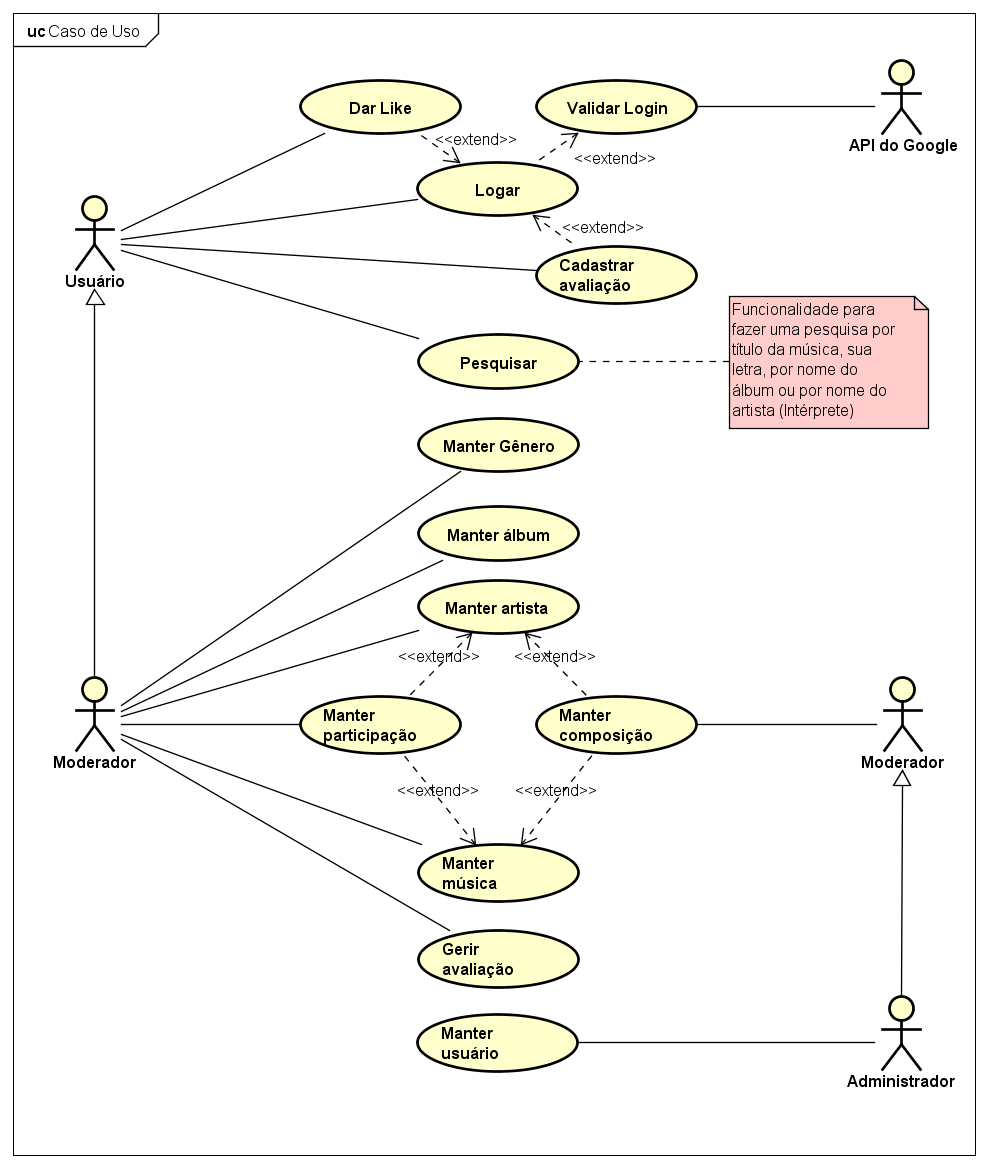 uc Caso de Uso
Dar Like
Validar Login
API do Google
<<extend>>
<<extend>>
Logar
Usuário
<<extend>>
Cadastrar
avaliação
Funcionalidade para
fazer uma pesquisa por
título da música, sua
letra, por nome do
álbum ou por nome do
artista (Intérprete)
Pesquisar
Manter Gênero
Manter álbum
Manter artista
<<extend>>
<<extend>>
Moderador
Manter
participação
Manter
composição
Moderador
<<extend>>
<<extend>>
Manter
música
Gerir
avaliação
Manter
usuário
Administrador